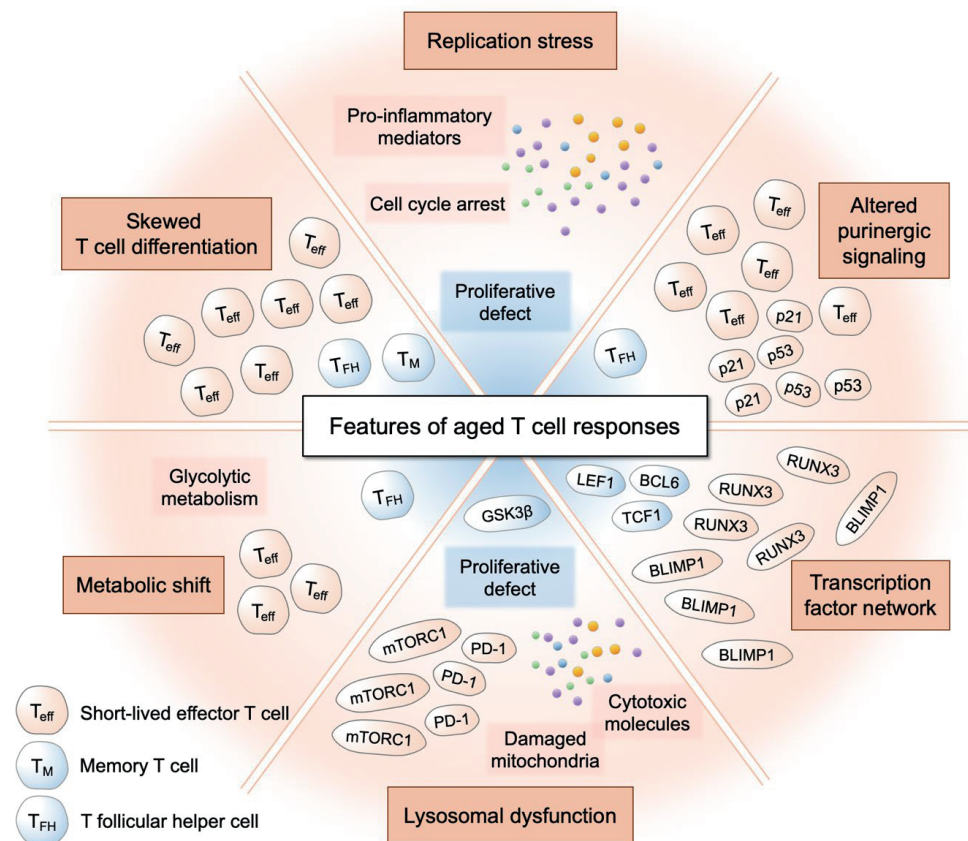 Replication stress
Pro-inflammatory
mediators
Cell cycle arrest
Proliferative
defect
Skewed
T cell differentiation
Teff
Teff
Teff
Teff
Teff
Teff
Teff
TFH
TM
Altered
purinergic
signaling
Teff
Teff
Teff
Teff
Teff
Teff
p21
p53
p21
p21
p53
p53
TFH
Features of aged T cell responses
Glycolytic
metabolism
TFH
Metabolic shift
Teff
Teff
Teff
GSK3β
Proliferative
defect
mTORC1
PD-1
mTORC1
PD-1
mTORC1
PD-1
Cytotoxic
molecules
Damaged
mitochondria
Lysosomal dysfunction
LEF1
BCL6
TCF1
RUNX3
RUNX3
RUNX3
RUNX3
BLIMP1
BLIMP1
BLIMP1
BLIMP1
Transcription
factor network
Teff Short-lived effector T cell
TM Memory T cell
TFH T follicular helper cell